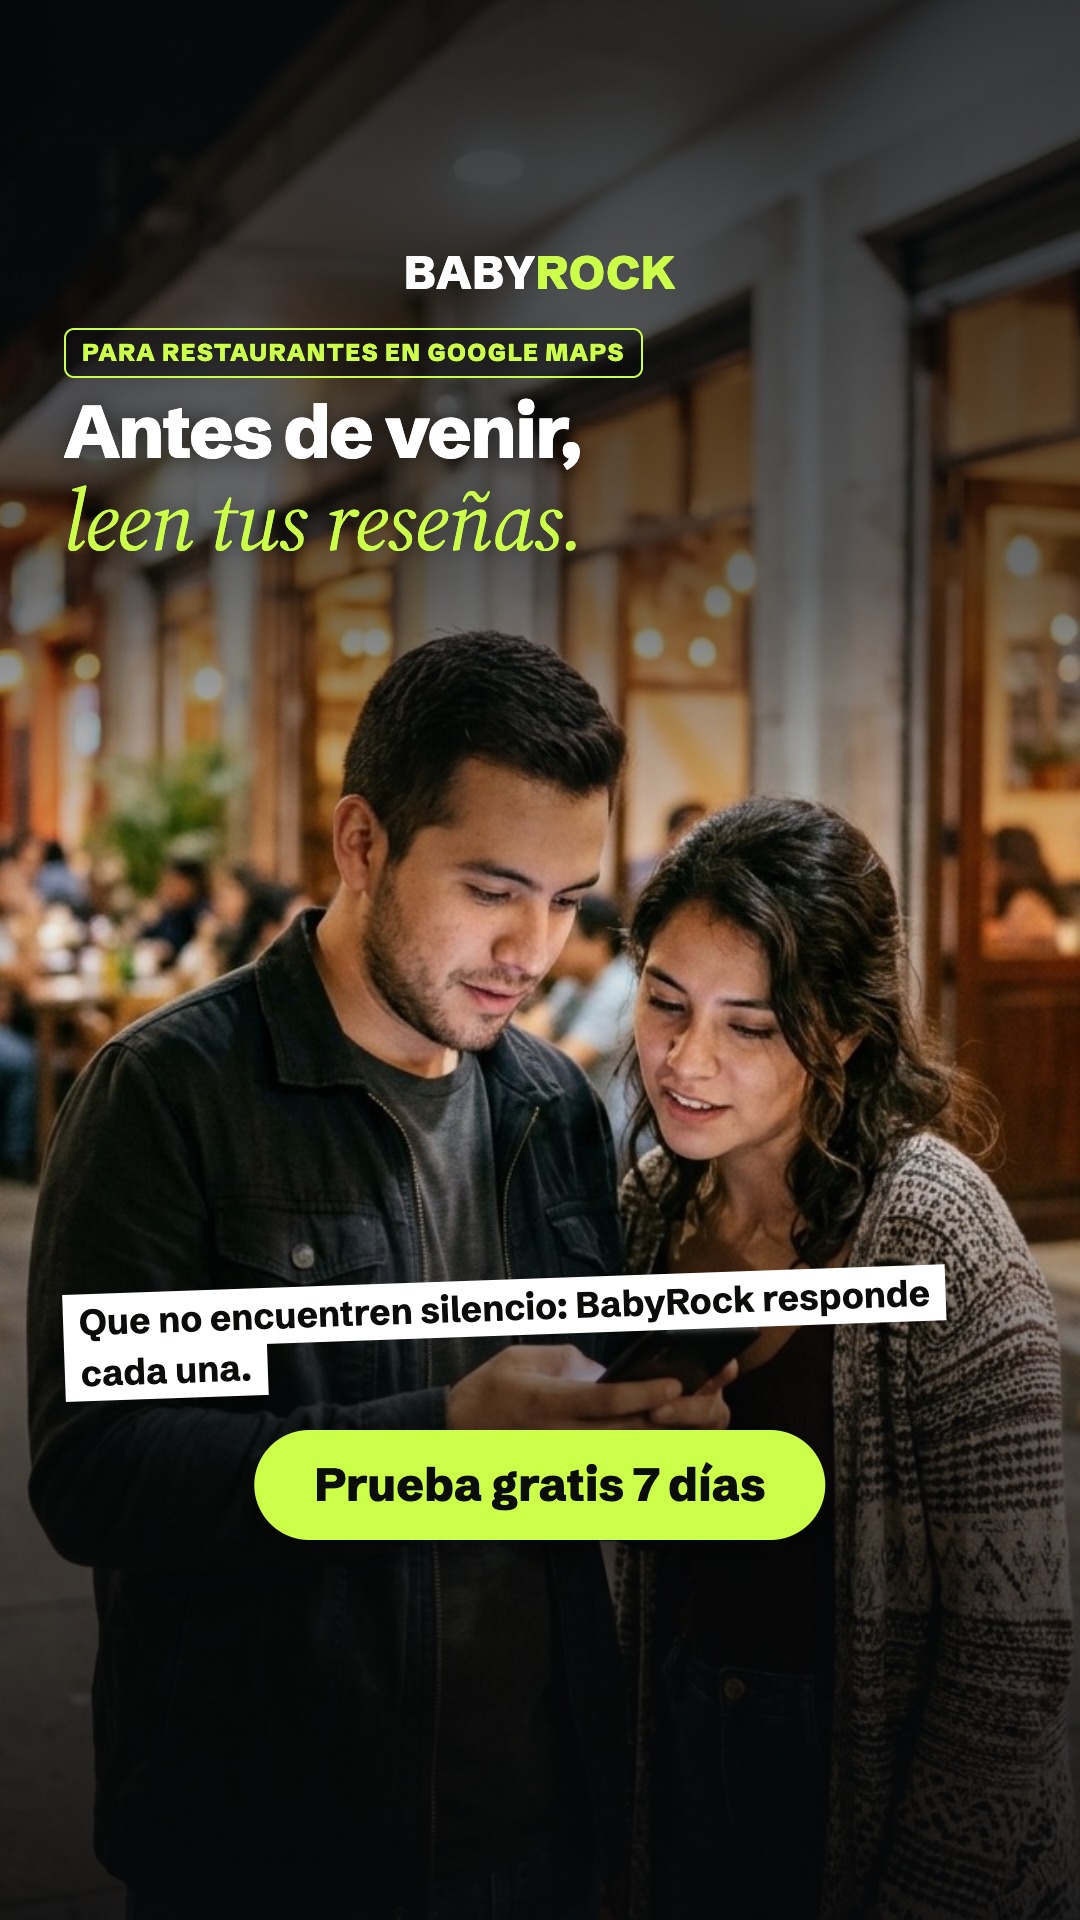 BABYROCK
PARA RESTAURANTES EN GOOGLE MAPS
Antes de venir,
leen tus reseñas.
Que no encuentren silencio: BabyRock responde
cada una.
Prueba gratis 7 días